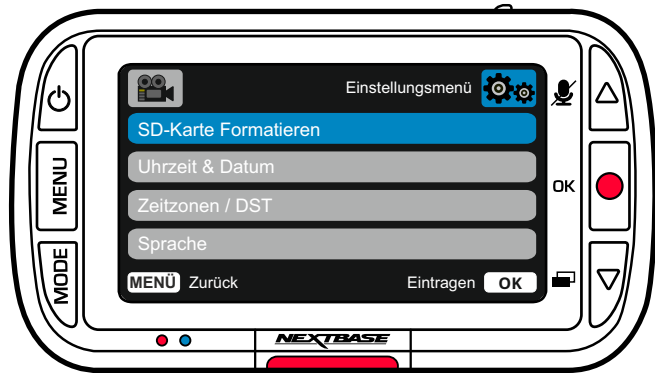 Einstellungsmenü
SD-Karte Formatieren
Uhrzeit & Datum
Zeitzonen / DST
Sprache
MENÜ Zurück Eintragen OK
MENU
MODE
OK
NEXTBASE